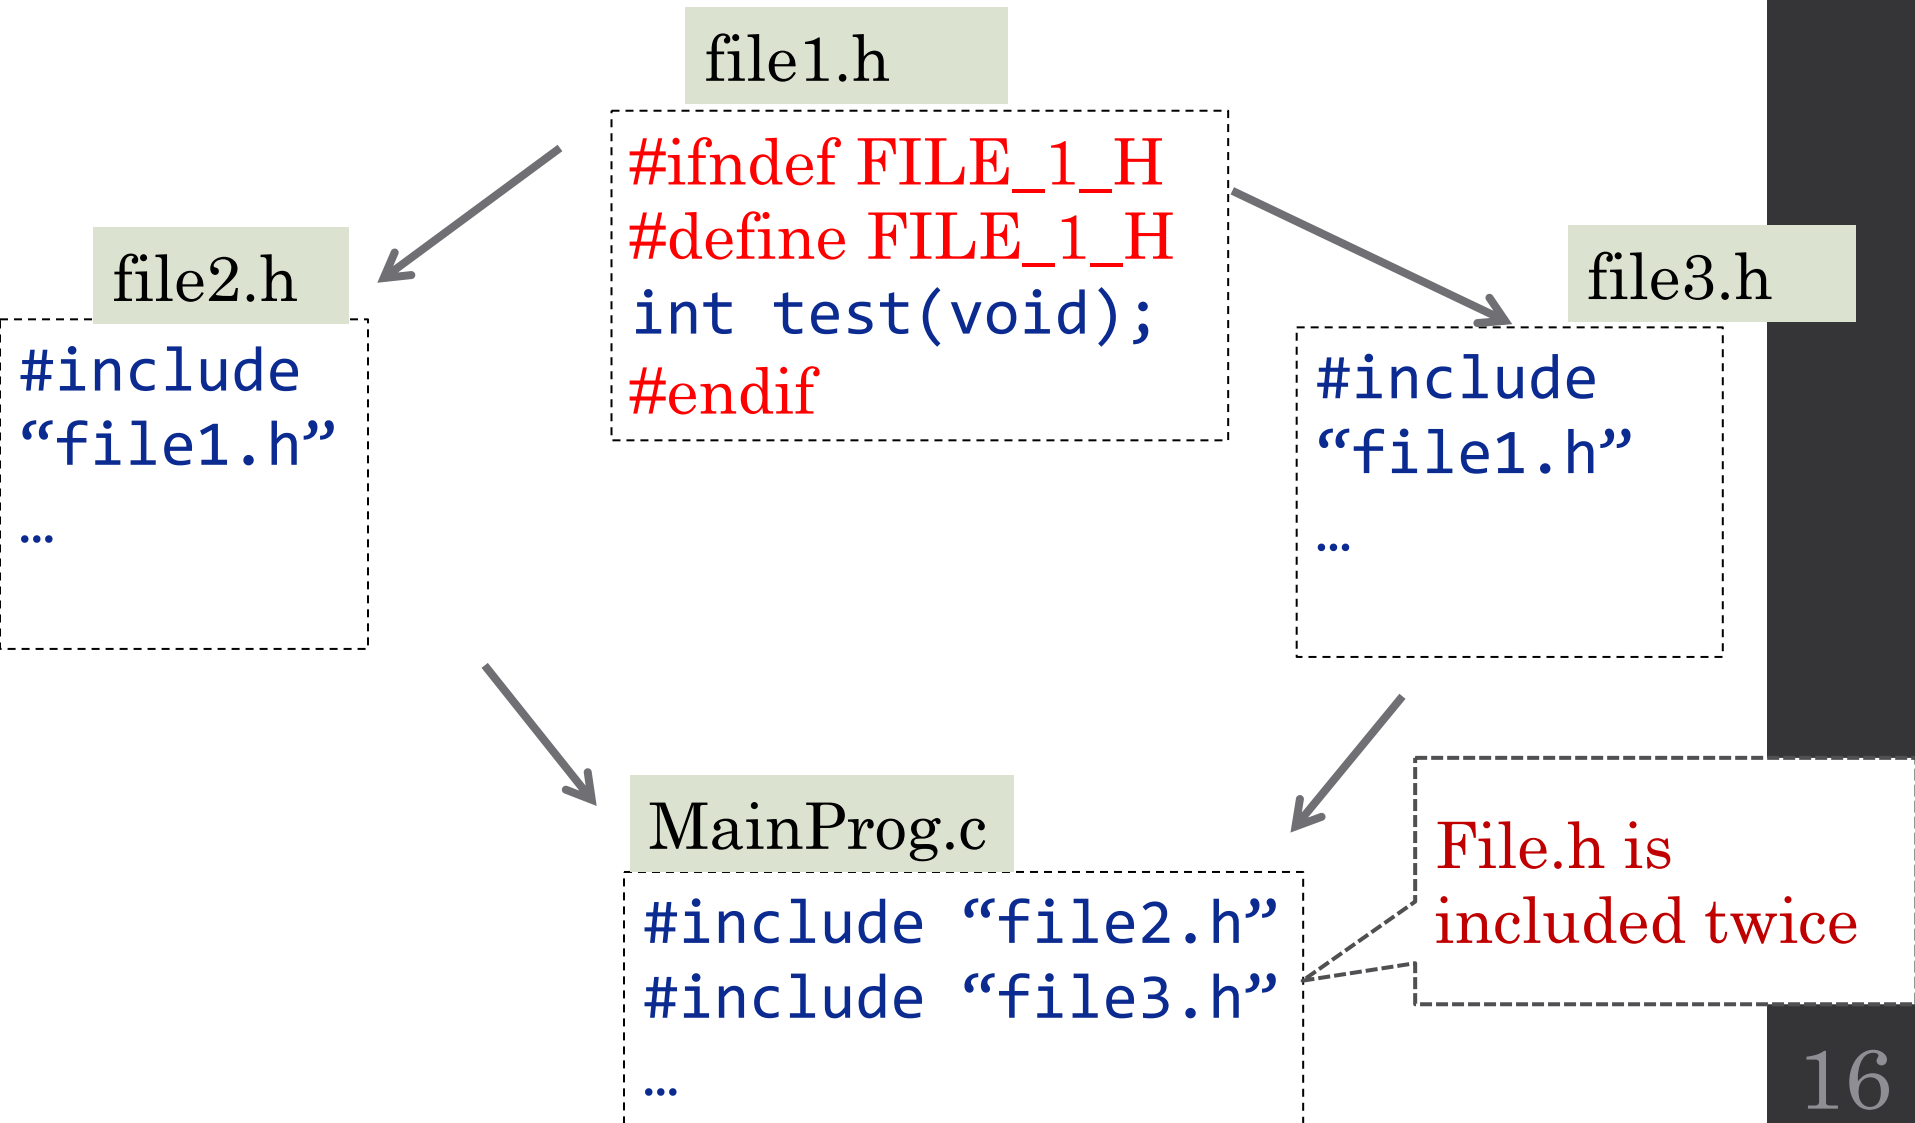 file1.h
#ifndef FILE_1_H
#define FILE_1_H
int test(void);
#endif
file2.h
#include
“file1.h”
…
file3.h
#include
“file1.h”
…
MainProg.c
#include “file2.h”
#include “file3.h”
…
File.h is
included twice
16